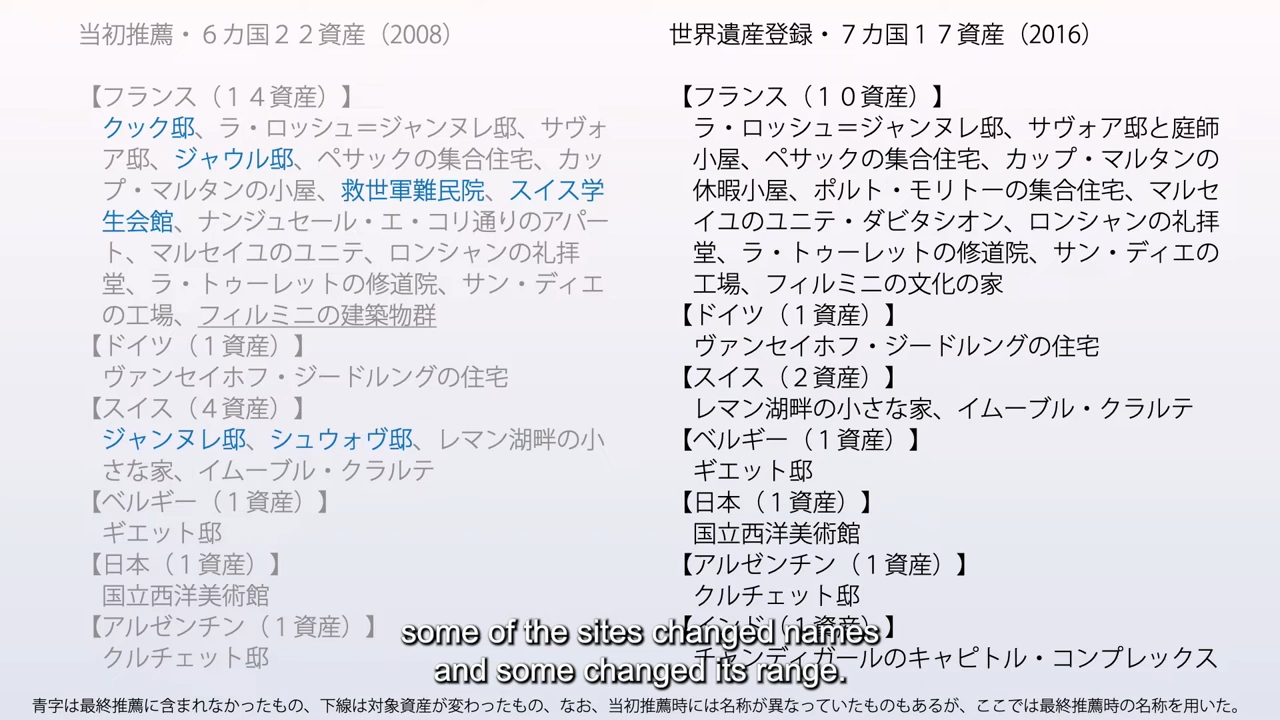 当初推薦・６カ国２２資産（2008）
【フランス（１４資産）】
クック邸、ラ・ロッシュ＝ジャンヌレ邸、サヴォ
ア邸、ジャウル邸、ペサックの集合住宅、カッ
プ・マルタンの小屋、救世軍難民院、スイス学
生会館、ナンジュセール・エ・コリ通りのアパー
ト、マルセイユのユニテ、ロンシャンの礼拝
堂、ラ・トゥーレットの修道院、サン・ディエ
の工場、フィルミニの建築物群
【ドイツ（１資産）】
ヴァンセイホフ・ジードルングの住宅
【スイス（４資産）】
ジャンヌレ邸、シュウォヴ邸、レマン湖畔の小
さな家、イムーブル・クラルテ
【ベルギー（１資産）】
ギエット邸
【日本（１資産）】
国立西洋美術館
【アルゼンチン（１資産）】
クルチェット邸
世界遺産登録・７カ国１７資産（2016）
【フランス（１０資産）】
ラ・ロッシュ＝ジャンヌレ邸、サヴォア邸と庭師
小屋、ペサックの集合住宅、カップ・マルタンの
休暇小屋、ポルト・モリトーの集合住宅、マルセ
イユのユニテ・ダビタシオン、ロンシャンの礼拝
堂、ラ・トゥーレットの修道院、サン・ディエの
工場、フィルミニの文化の家
【ドイツ（１資産）】
ヴァンセイホフ・ジードルングの住宅
【スイス（２資産）】
レマン湖畔の小さな家、イムーブル・クラルテ
【ベルギー（１資産）】
ギエット邸
【日本（１資産）】
国立西洋美術館
【アルゼンチン（１資産）】
クルチェット邸
【インド（１資産）】
チャンディガールのキャピトル・コンプレックス
some of the sites changed names
and some changed its range.
青字は最終推薦に含まれなかったもの、下線は対象資産が変わったもの、なお、当初推薦時には名称が異なっていたものもあるが、ここでは最終推薦時の名称を用いた。